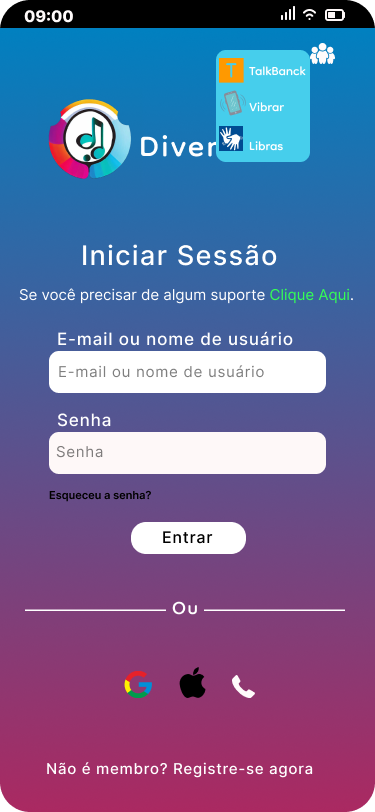 09:00
TalkBanck
Vibrar
Libras
Diver
Iniciar Sessão
Se você precisar de algum suporte Clique Aqui.
E-mail ou nome de usuário
E-mail ou nome de usuário
Senha
Senha
Esqueceu a senha?
Entrar
Ou
Não é membro? Registre-se agora